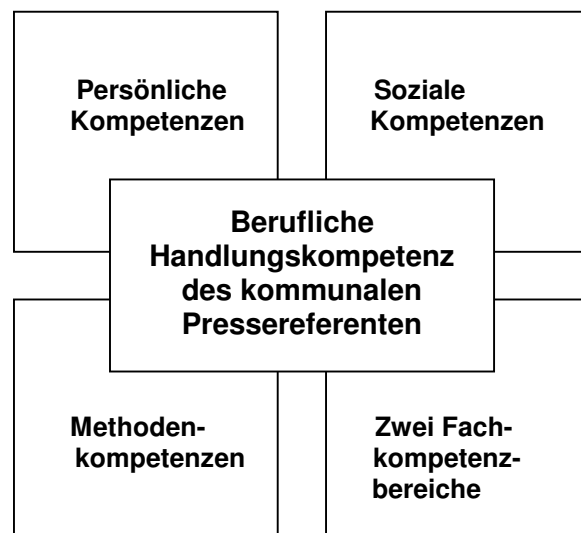 Persönliche
Kompetenzen
Soziale
Kompetenzen
Berufliche
Handlungskompetenz
des kommunalen
Pressereferenten
Methoden-
kompetenzen
Zwei Fach-
kompetenz-
bereiche